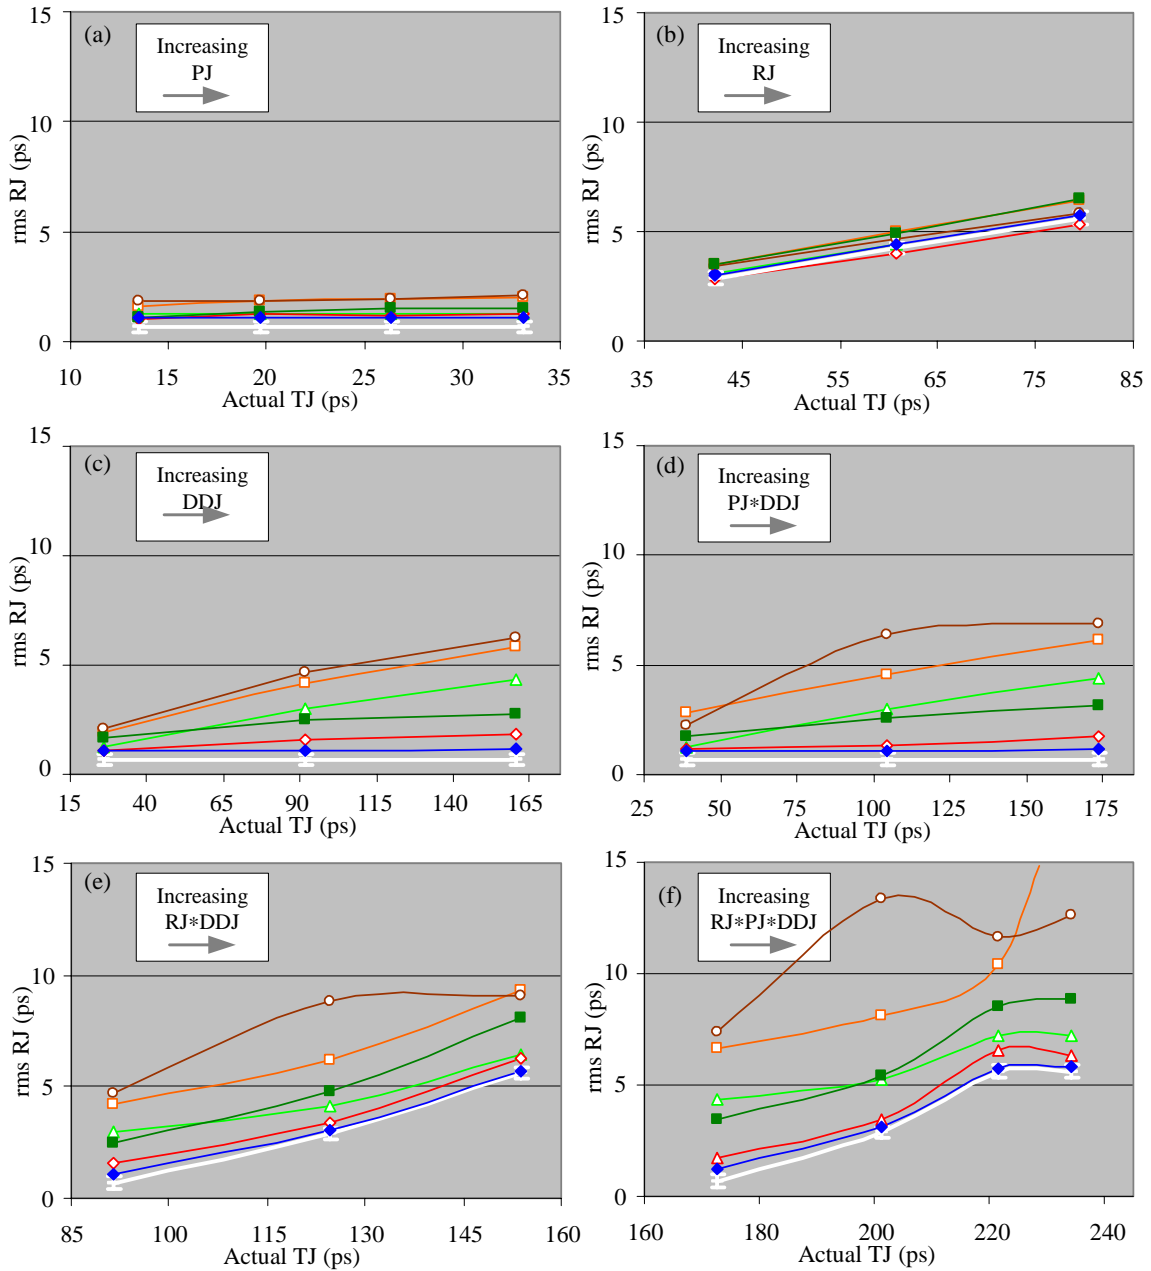 (a)
Increasing
PJ
15
10
5
0
rms RJ (ps)
10 15 20 25 30 35
Actual TJ (ps)
(b)
Increasing
RJ
15
10
5
0
rms RJ (ps)
35 45 55 65 75 85
Actual TJ (ps)
(c)
Increasing
DDJ
15
10
5
0
rms RJ (ps)
15 40 65 90 115 140 165
Actual TJ (ps)
(d)
Increasing
PJ*DDJ
15
10
5
0
rms RJ (ps)
25 50 75 100 125 150 175
Actual TJ (ps)
(e)
Increasing
RJ*DDJ
15
10
5
0
rms RJ (ps)
85 100 115 130 145 160
Actual TJ (ps)
(f)
Increasing
RJ*PJ*DDJ
15
10
5
0
rms RJ (ps)
160 180 200 220 240
Actual TJ (ps)